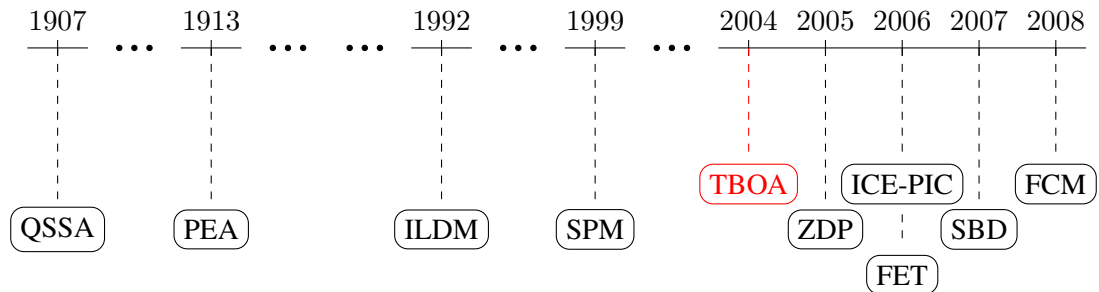 1907 1913 1992 1999 2004 2005 2006 2007 2008
TBOA ICE-PIC FCM
QSSA PEA ILDM SPM ZDP SBD
FET